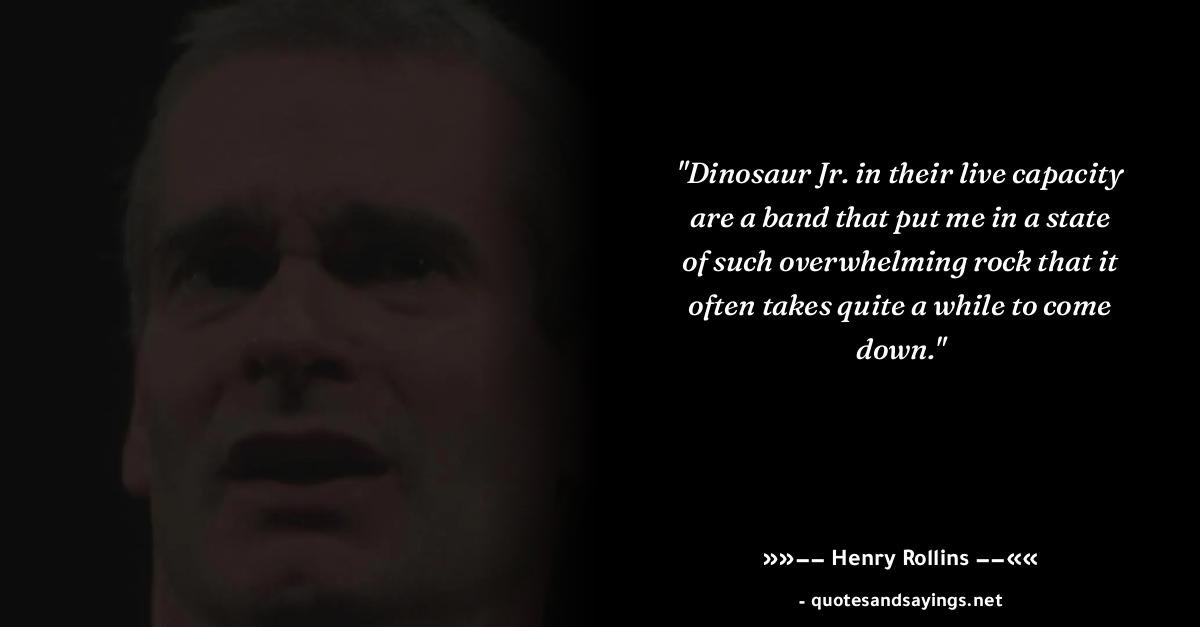 "Dinosaur Jr. in their live capacity
are a band that put me in a state
of such overwhelming rock that it
often takes quite a while to come
down."
»»–– Henry Rollins ––««
- quotesandsayings.net